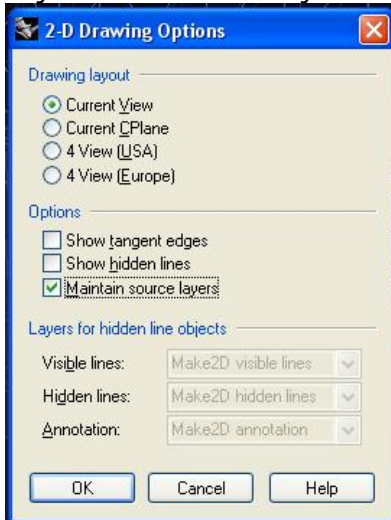 2-D Drawing Options
Drawing layout
Current View
Current CPlane
4 View (USA)
4 View (Europe)
Options
Show tangent edges
Show hidden lines
Maintain source layers
Layers for hidden line objects
Visible lines: Make2D visible lines
Hidden lines: Make2D hidden lines
Annotation: Make2D annotation
OK Cancel Help